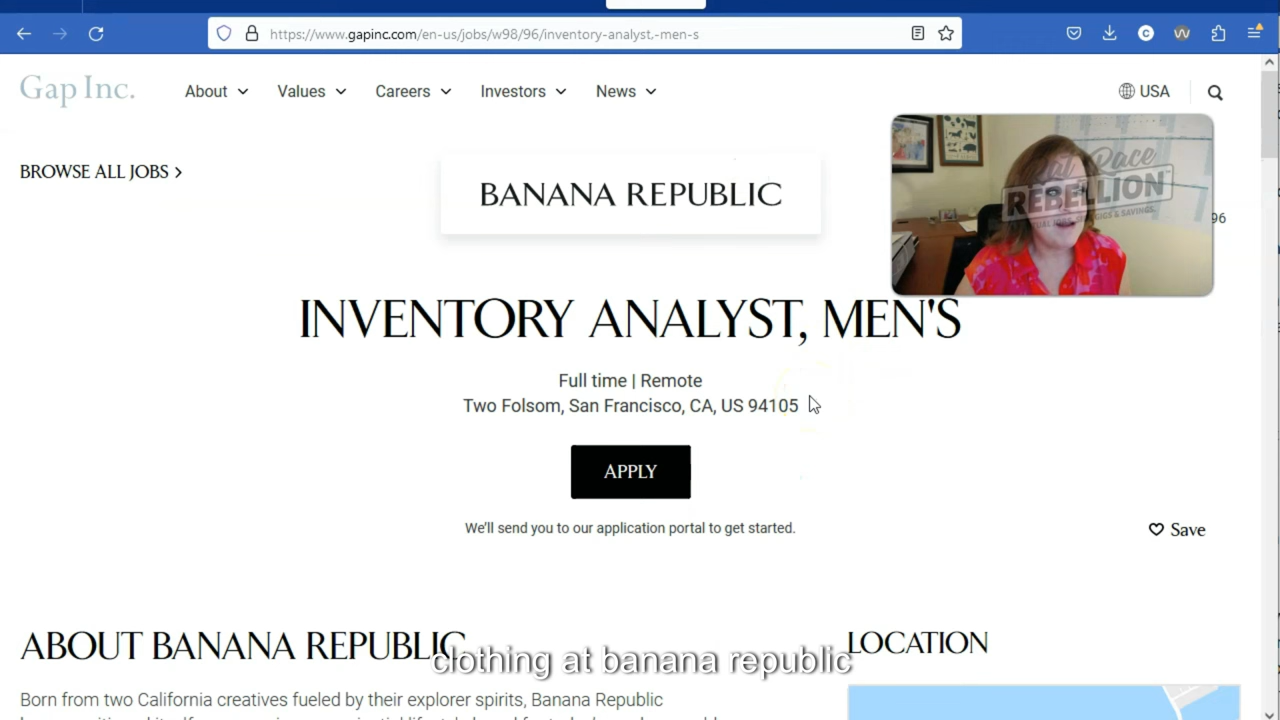 https://www.gapinc.com/en-us/jobs/w98/96/inventory-analyst,-men-s
Gap Inc.
About
Values
Careers
Investors
News
USA
BROWSE ALL JOBS
BANANA REPUBLIC
Rat Race
REBELLION
96
INVENTORY ANALYST, MEN'S
Full time | Remote
Two Folsom, San Francisco, CA, US 94105
APPLY
We'll send you to our application portal to get started.
Save
ABOUT BANANA REPUBLIC
LOCATION
clothing at banana republic
Born from two California creatives fueled by their explorer spirits, Banana Republic